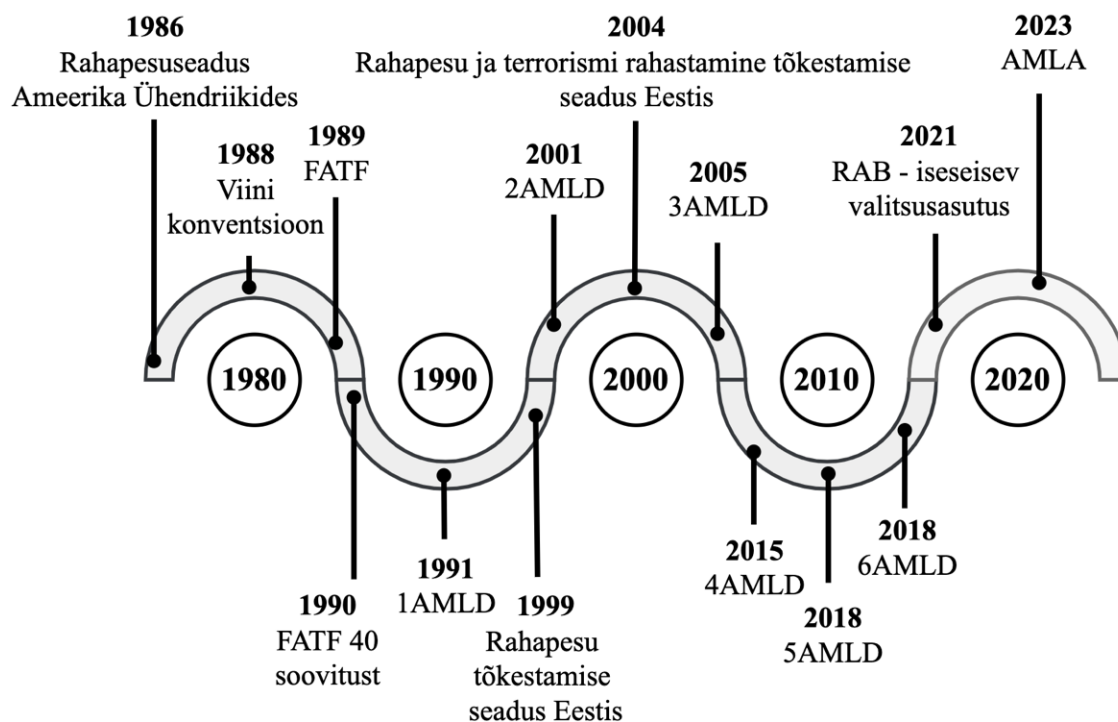 1986
Rahapesuseadus
Ameerika Ühendriikides
1988
Viini
konventsioon
1989
FATF
2001
2AMLD
2004
Rahapesu ja terrorismi rahastamine tõkestamise
seadus Eestis
2005
3AMLD
2021
RAB - iseseisev
valitsusasutus
2023
AMLA
1980
1990
2000
2010
2020
1990
FATF 40
soovitust
1991
1AMLD
1999
Rahapesu
tõkestamise
seadus Eestis
2015
4AMLD
2018
5AMLD
2018
6AMLD